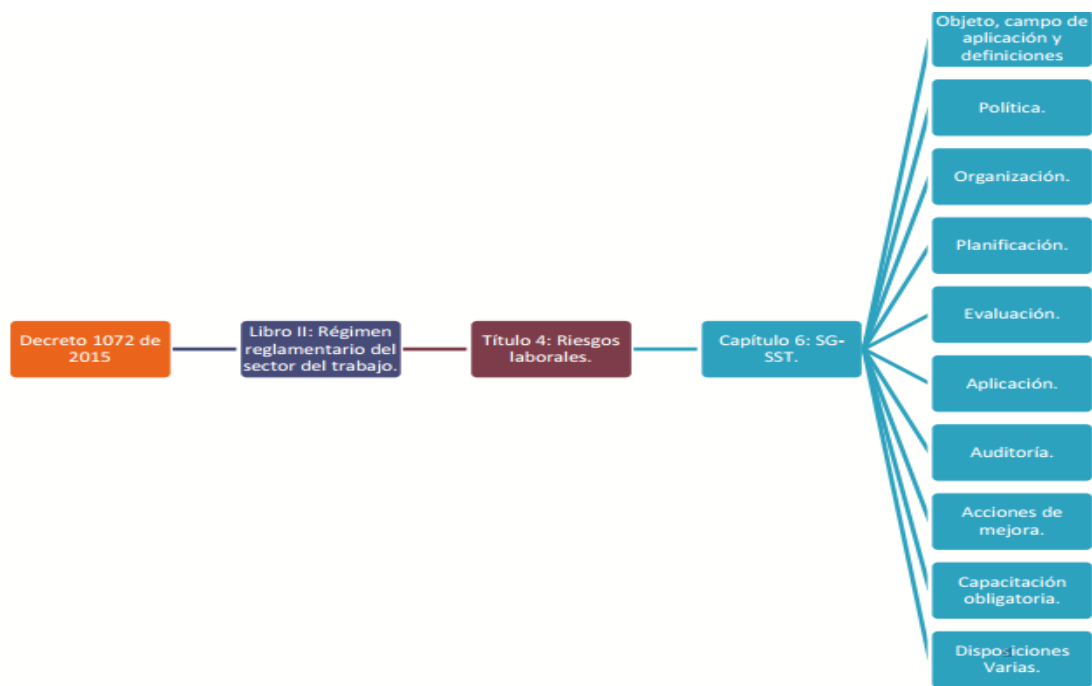 Decreto 1072 de
2015
Libro II: Régimen
reglamentario del
sector del trabajo.
Título 4: Riesgos
laborales.
Capítulo 6: SG-
SST.
Objeto, campo de
aplicación y
definiciones
Política.
Organización.
Planificación.
Evaluación.
Aplicación.
Auditoría.
Acciones de
mejora.
Capacitación
obligatoria.
Disposiciones
Varias.